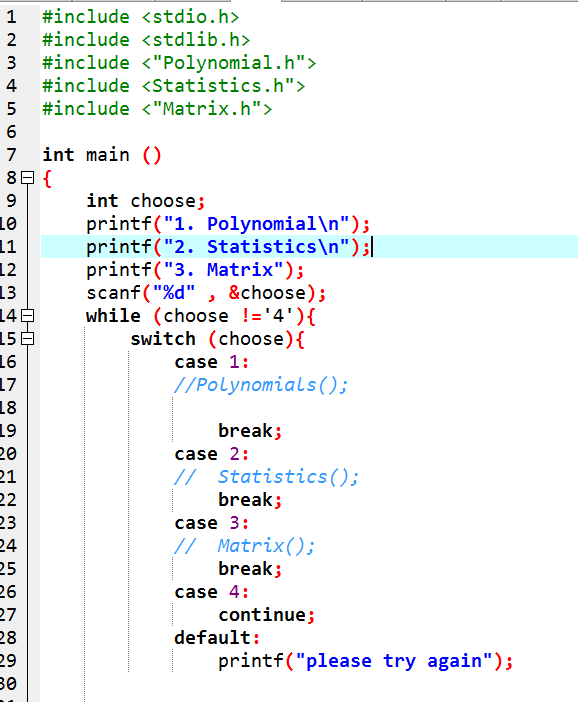 1 #include <stdio.h>
2 #include <stdlib.h>
3 #include <"Polynomial.h">
4 #include <Statistics.h">
5 #include <"Matrix.h">
6
7 int main ()
8 {
9 int choose;
10 printf("1. Polynomial\n");
11 printf("2. Statistics\n");
12 printf("3. Matrix");
13 scanf("%d" , &choose);
14 while (choose !='4'){
15 switch (choose){
16 case 1:
17 //Polynomials();
18
19 break;
20 case 2:
21 //  Statistics();
22 break;
23 case 3:
24 //  Matrix();
25 break;
26 case 4:
27 continue;
28 default:
29 printf("please try again");
30